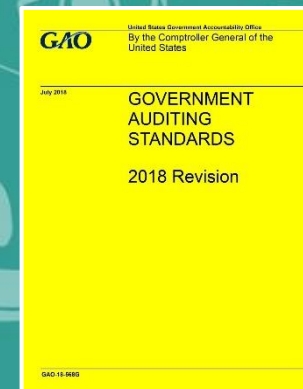 GAO
United States Government Accountability Office
By the Comptroller General of the
United States
July 2018
GOVERNMENT
AUDITING
STANDARDS
2018 Revision
GAO-18-568G